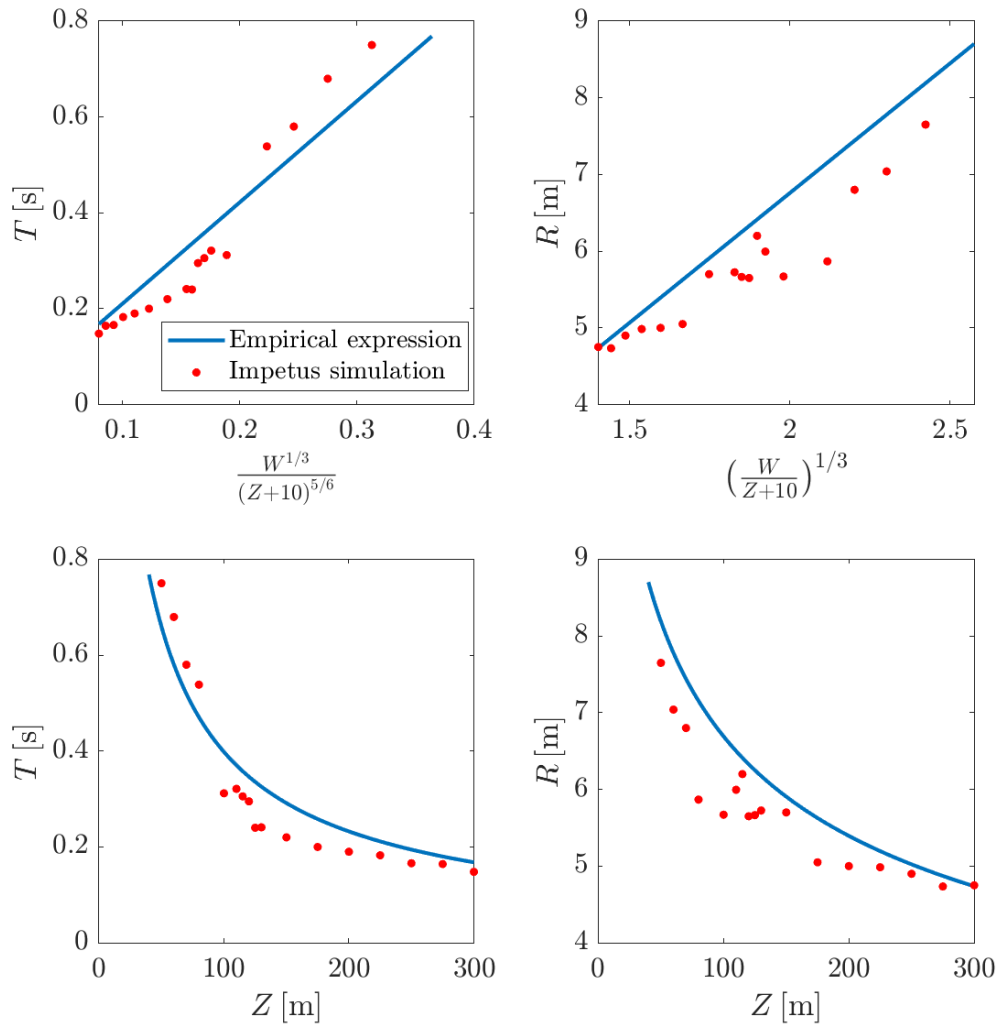 0.8
0.6
0.4
0.2
0
T [s]
0.1 0.2 0.3 0.4
W^{1/3}
(Z+10)^{5/6}
Empirical expression
Impetus simulation
9
8
7
6
5
4
R [m]
1.5 2 2.5
(W/(Z+10))^{1/3}
0.8
0.6
0.4
0.2
0
T [s]
0 100 200 300
Z [m]
9
8
7
6
5
4
R [m]
0 100 200 300
Z [m]